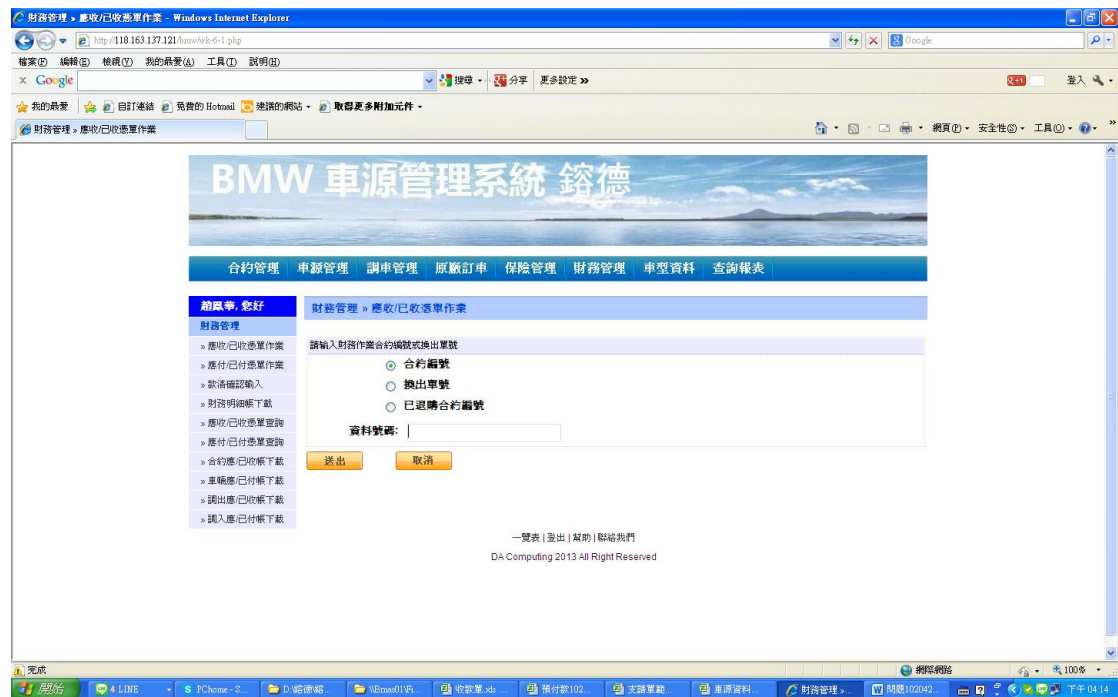 財務管理 » 應收/已收憑單作業 - Windows Internet Explorer
http://118.163.137.121/bmw/wk-6-1.php
Google
檔案(F) 編輯(E) 檢視(V) 我的最愛(A) 工具(T) 說明(H)
x Google 搜尋 分享 更多設定 » +1 登入
我的最愛 自訂連結 免費的 Hotmail 建議的網站 取得更多附加元件
財務管理 » 應收/已收憑單作業 網頁(P) 安全性(S) 工具(O) »
BMW 車源管理系統 鎔德
合約管理 車源管理 調車管理 原廠訂車 保險管理 財務管理 車型資料 查詢報表
趙鳳華, 您好
財務管理 » 應收/已收憑單作業
財務管理
» 應收/已收憑單作業
» 應付/已付憑單作業
» 款項確認輸入
» 財務明細帳下載
» 應收/已收憑單查詢
» 應付/已付憑單查詢
» 合約應/已收帳下載
» 車輛應/已付帳下載
» 調出應/已收帳下載
» 調入應/已付帳下載
請輸入財務作業合約編號或換出單號
合約編號
換出車號
已退購合約編號
資料號碼:
送出 取消
一覽表 | 登出 | 幫助 | 聯絡我們
DA Computing 2013 All Right Reserved
完成 網際網路 100%
開始 4 LINE PChome - S... 收款單.xls ... 預付款102... 車源資料... 財務管理 »... 問題102042... 下午 04:14